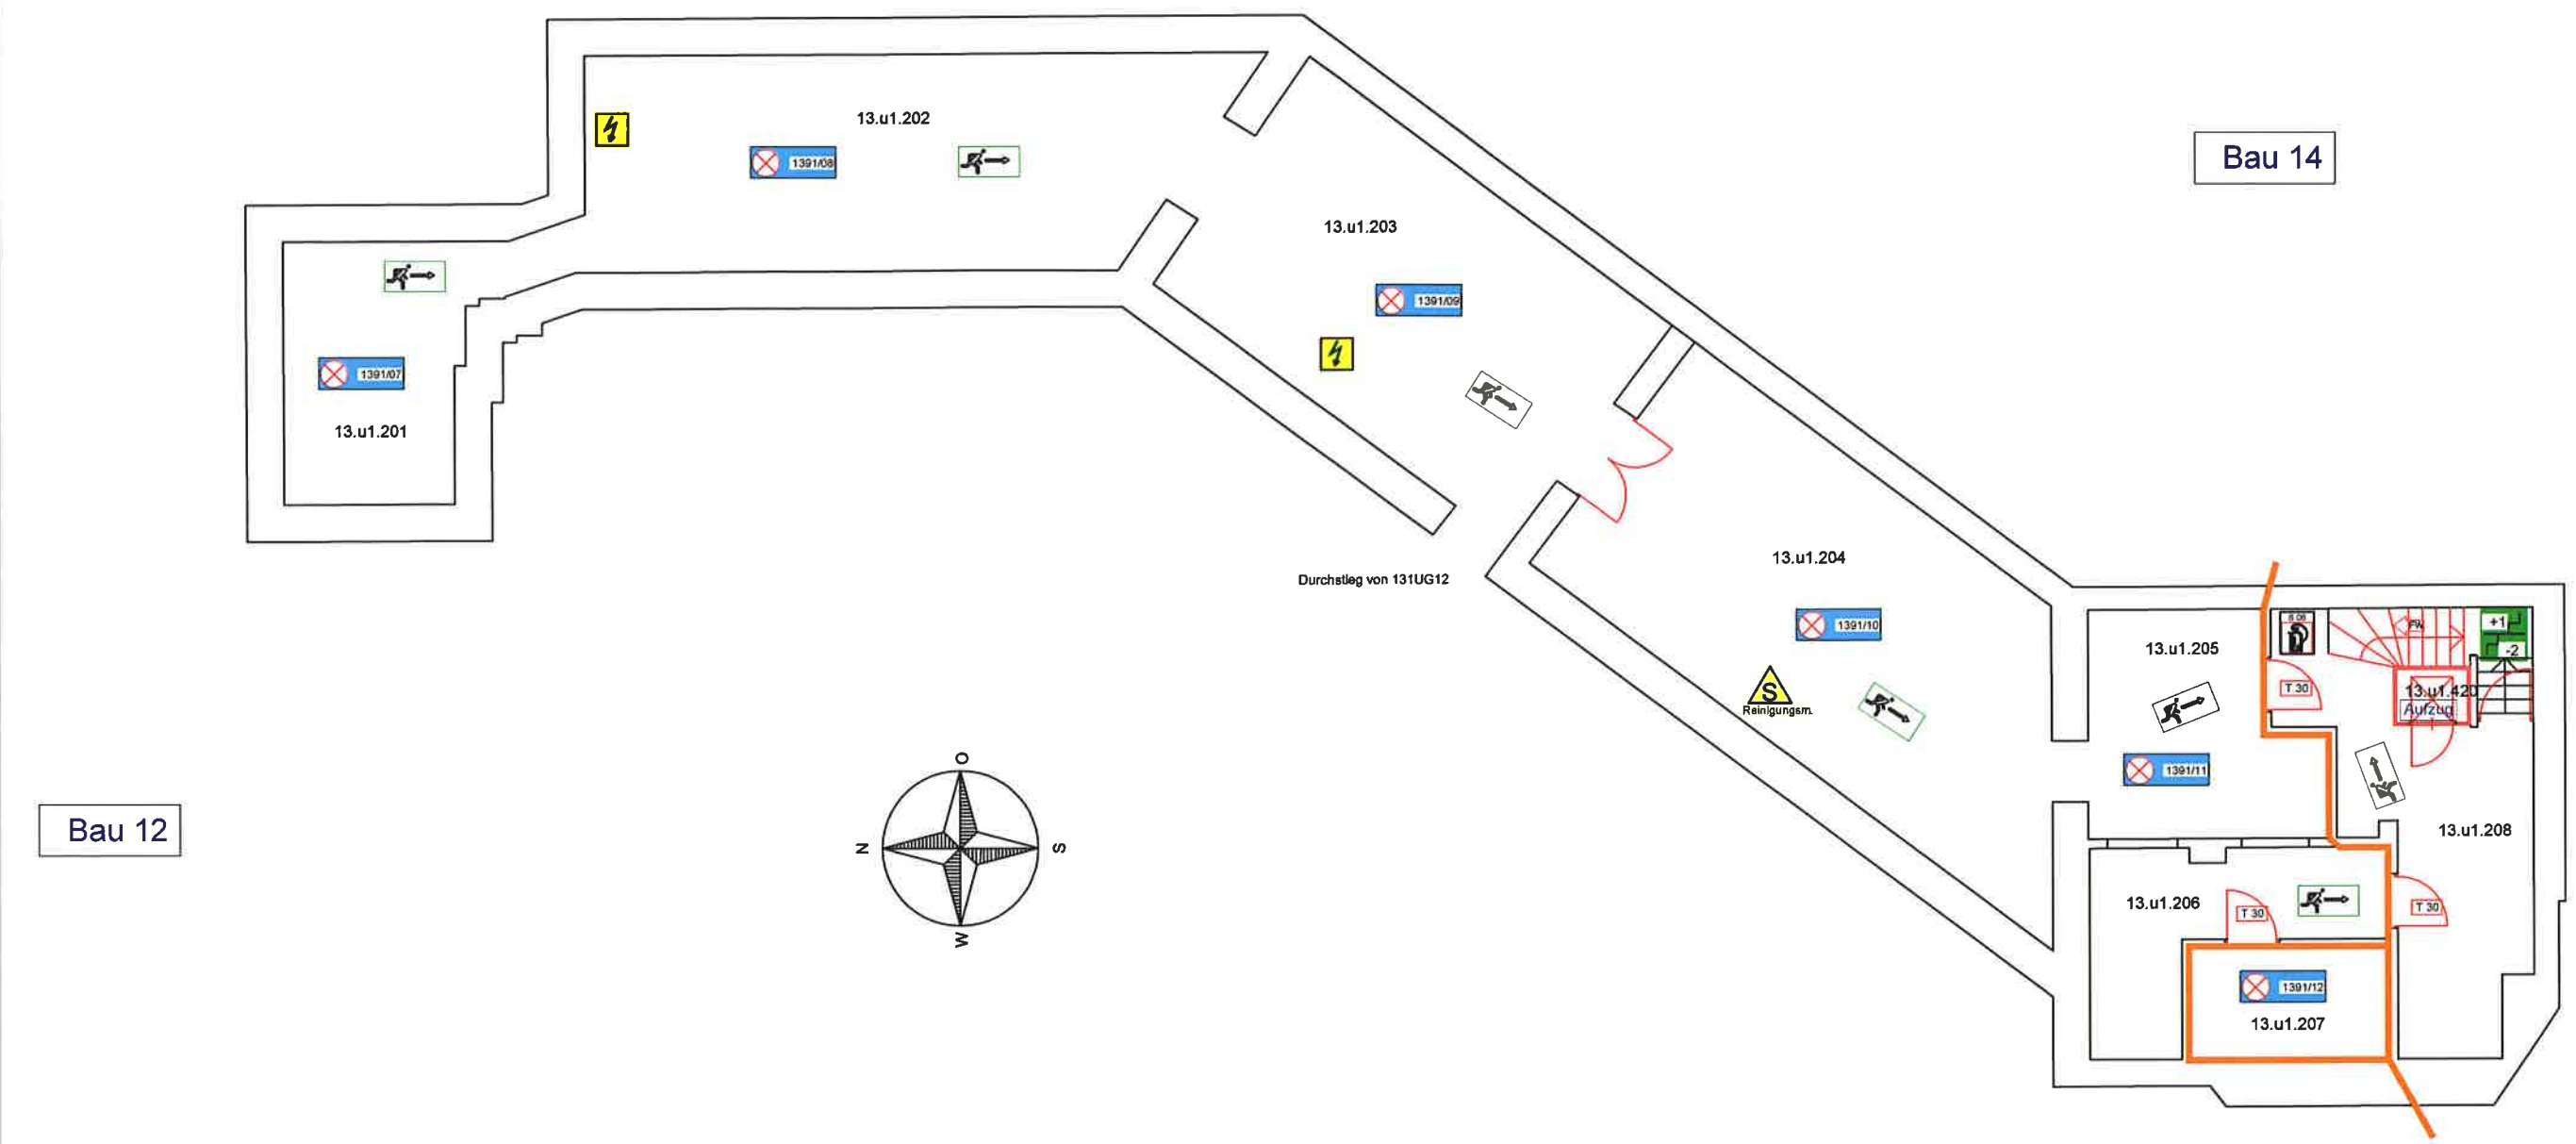 13.u1.202
1391/08
Bau 14
13.u1.203
1391/09
1391/07
13.u1.201
Durchstieg von 131UG12
13.u1.204
1391/10
S
Reinigungsm.
13.u1.205
FW
+1
-2
T 30
13.u1.420
Aufzug
1391/11
O
N
S
W
Bau 12
13.u1.208
13.u1.206
T 30
T 30
1391/12
13.u1.207